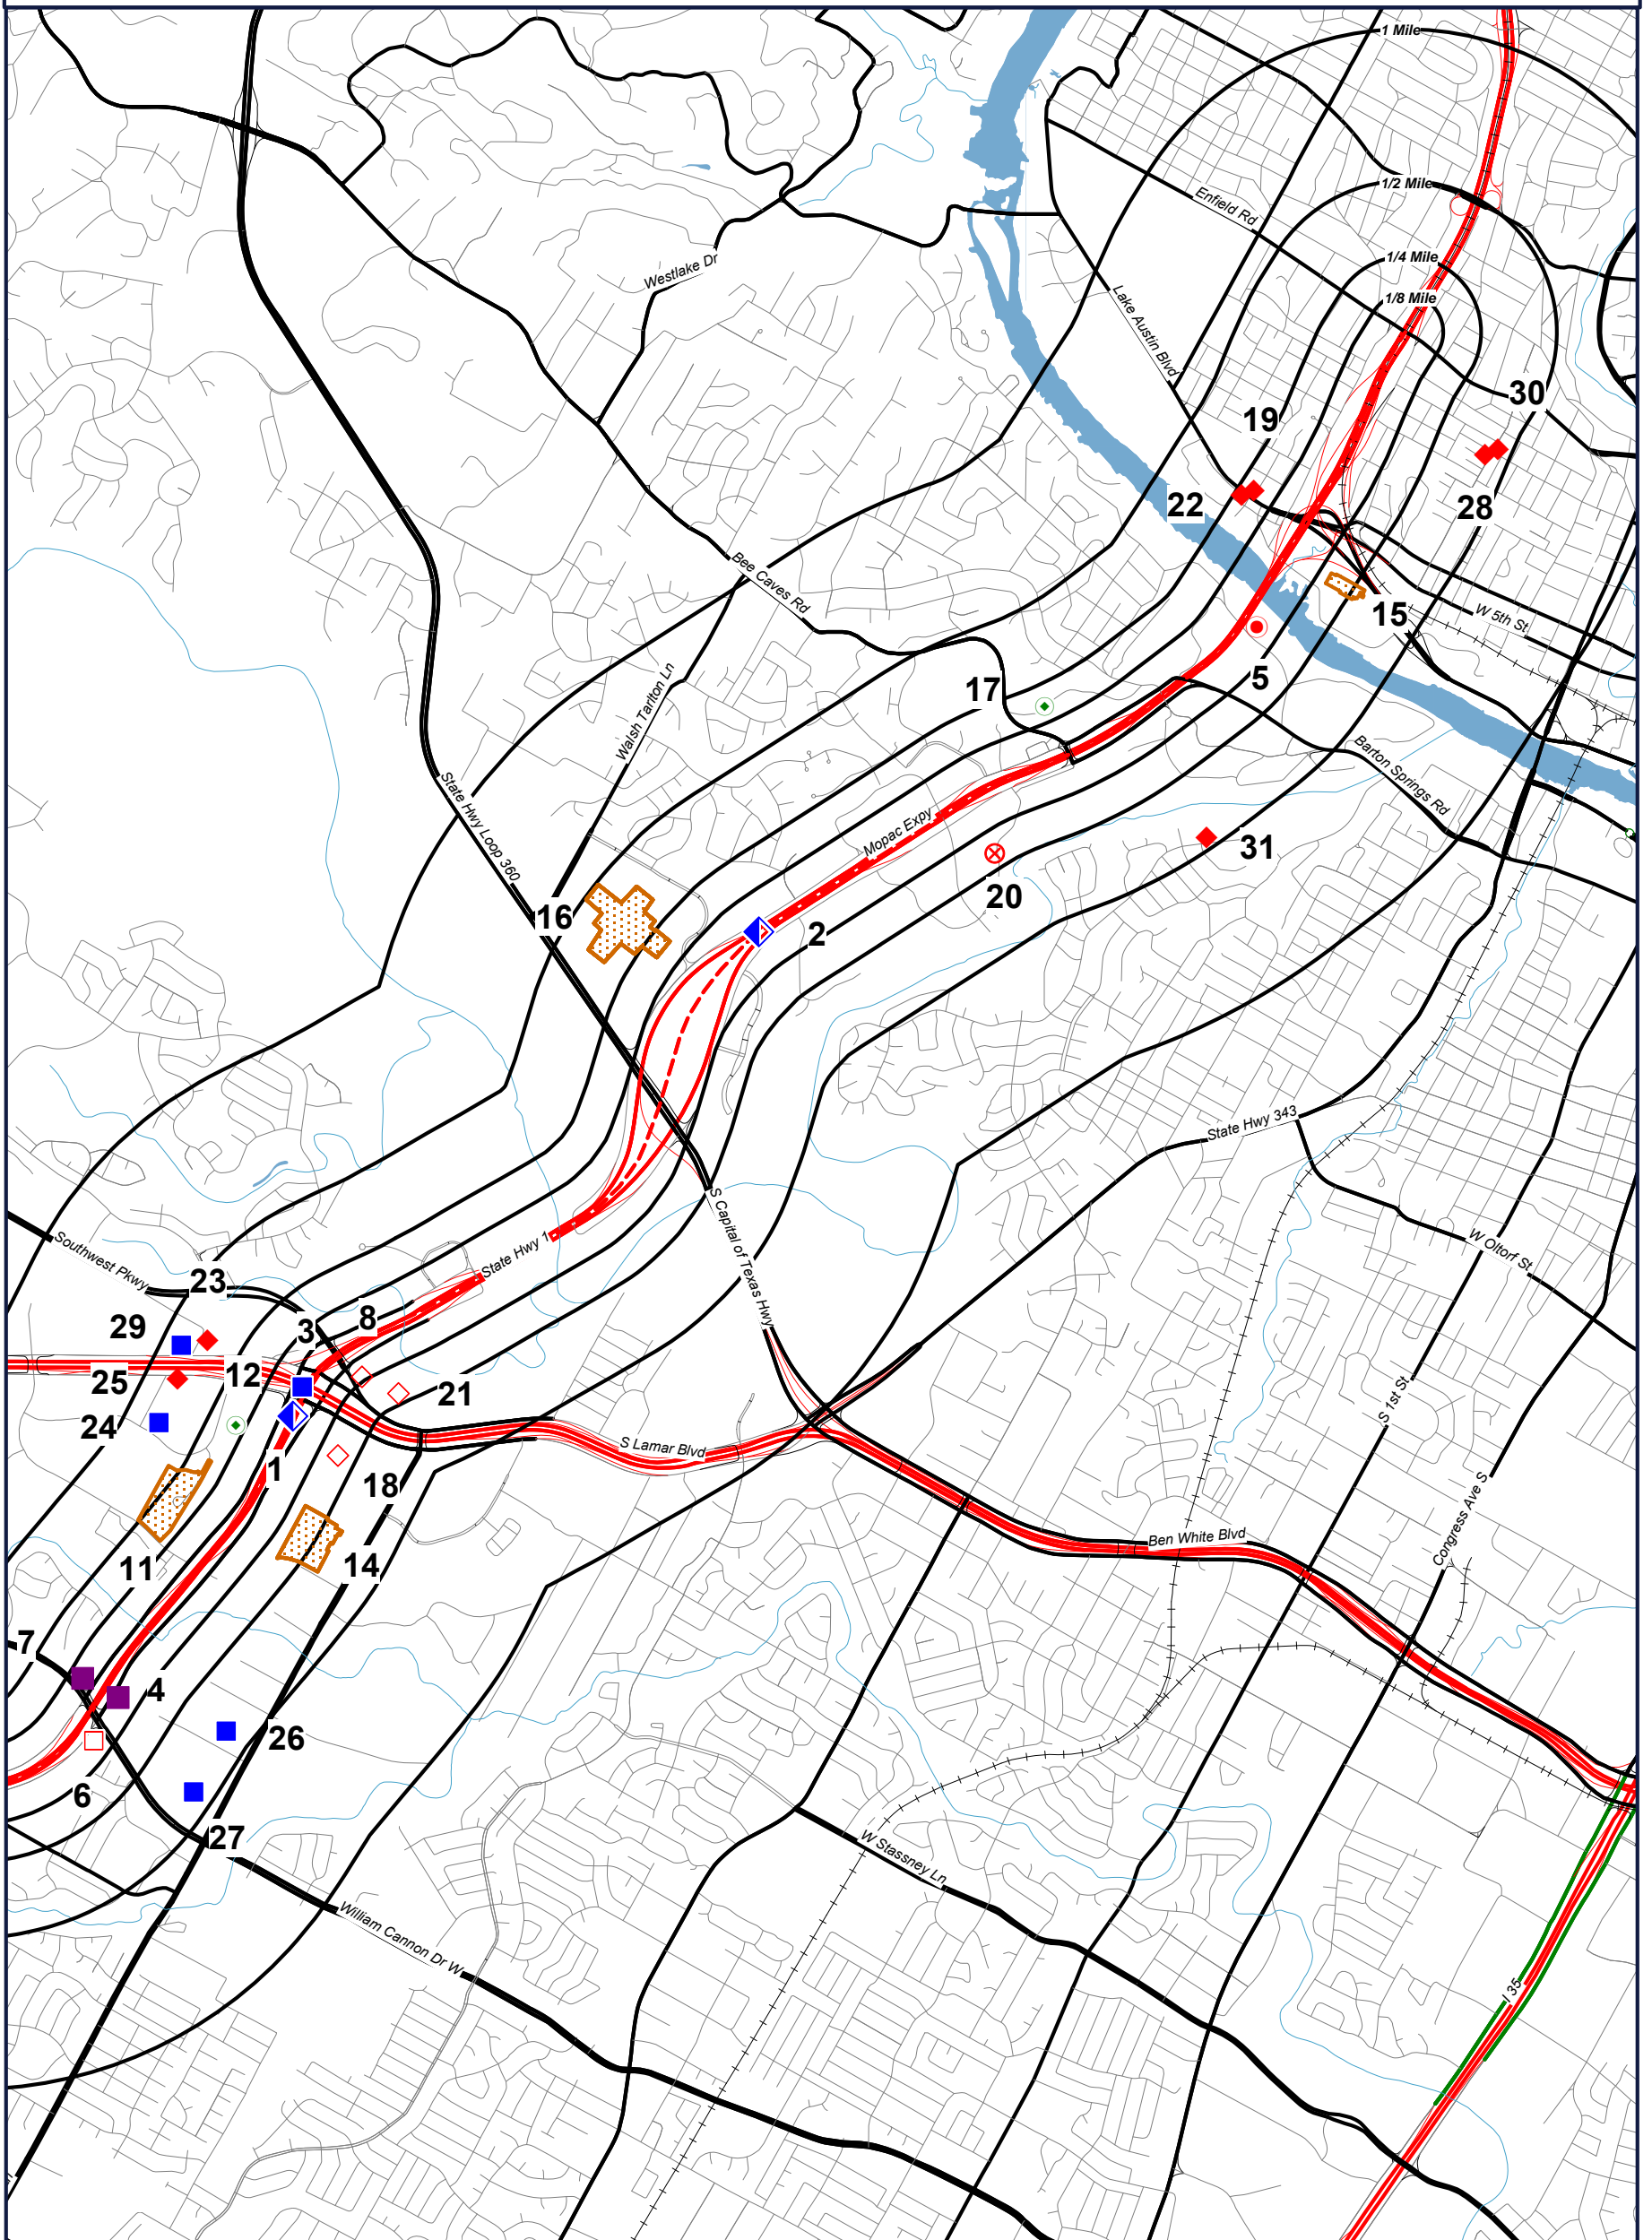 1 Mile
1/2 Mile
Enfield Rd
1/4 Mile
Westlake Dr
1/8 Mile
Lake Austin Blvd
30
19
22
28
Bee Caves Rd
15
W 5th St
5
17
Walsh Tarlton Ln
Barton Springs Rd
State Hwy Loop 360
Mopac Expy
31
20
16
2
State Hwy 343
S Capital of Texas Hwy
State Hwy 1
W Oltorf St
Southwest Pkwy
23
8
29
3
12
25
21
24
S 1st St
S Lamar Blvd
1
18
Congress Ave S
Ben White Blvd
11
14
7
4
26
6
27
W Stassney Ln
William Cannon Dr W
I 35